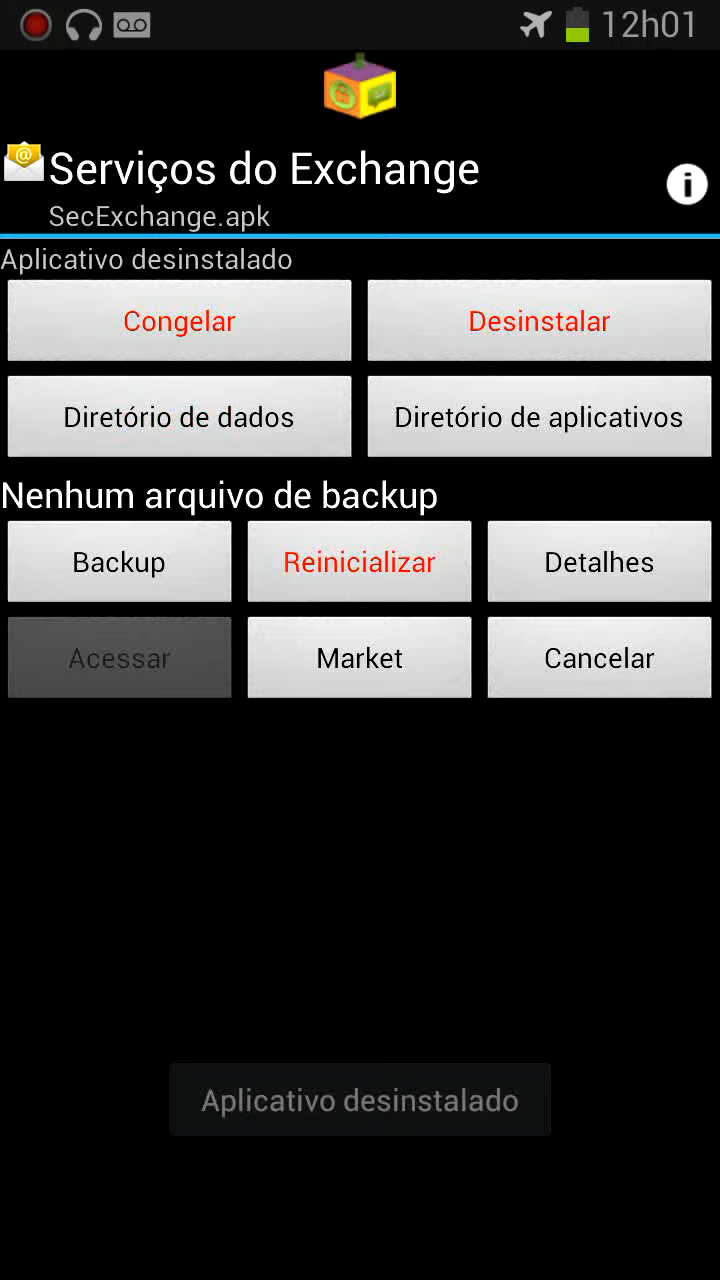 12h01
Serviços do Exchange
SecExchange.apk
Aplicativo desinstalado
Congelar Desinstalar
Diretório de dados Diretório de aplicativos
Nenhum arquivo de backup
Backup Reinicializar Detalhes
Acessar Market Cancelar
Aplicativo desinstalado